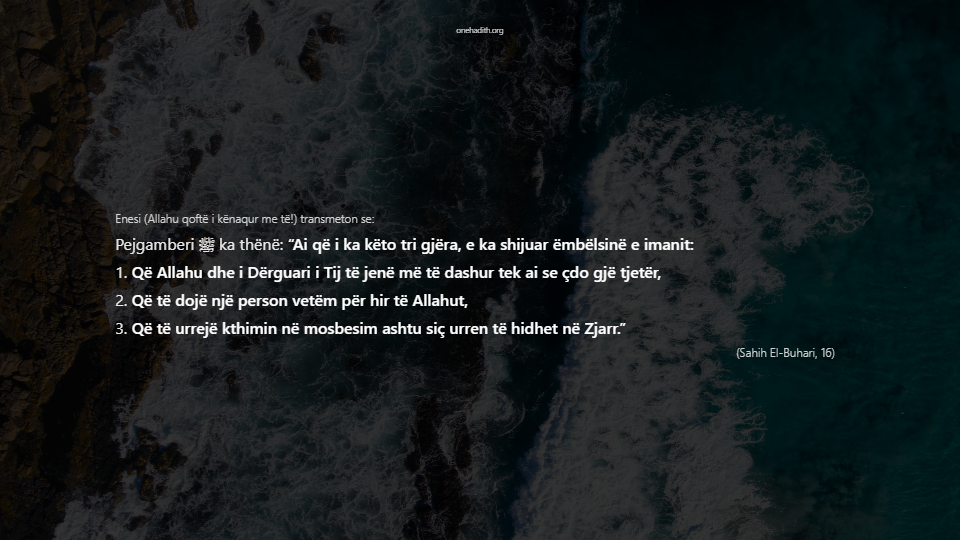 onehadith.org
Enesi (Allahu qoftë i kënaqur me të!) transmeton se:
Pejgamberi ﷺ ka thënë: “Ai që i ka këto tri gjëra, e ka shijuar ëmbëlsinë e imanit:
1. Që Allahu dhe i Dërguari i Tij të jenë më të dashur tek ai se çdo gjë tjetër,
2. Që të dojë një person vetëm për hir të Allahut,
3. Që të urrejë kthimin në mosbesim ashtu siç urren të hidhet në Zjarr.”
(Sahih El-Buhari, 16)